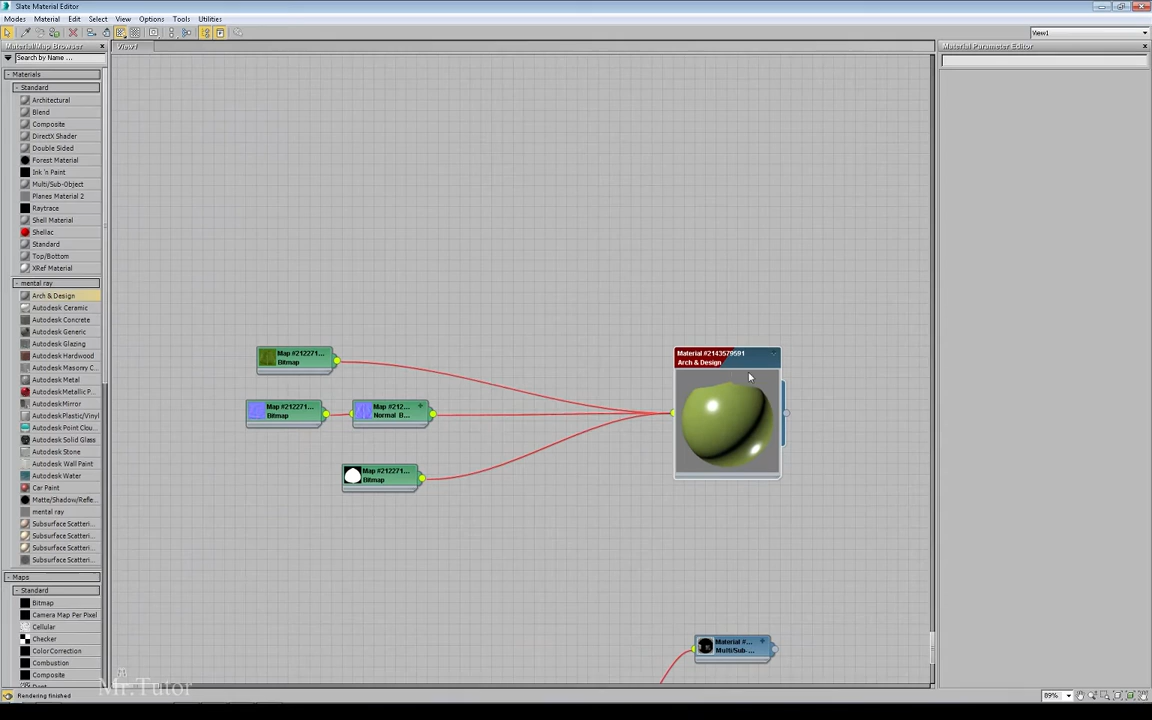 Slate Material Editor
Modes Material Edit Select View Options Tools Utilities
View1
Material/Map Browser
View1
Material Parameter Editor
Search by Name ...
- Materials
- Standard
Architectural
Blend
Composite
DirectX Shader
Double Sided
Forest Material
Ink 'n Paint
Multi/Sub-Object
Planes Material 2
Raytrace
Shell Material
Shellac
Standard
Top/Bottom
XRef Material
- mental ray
Arch & Design
Autodesk Ceramic
Autodesk Concrete
Autodesk Generic
Autodesk Glazing
Autodesk Hardwood
Autodesk Masonry C...
Autodesk Metal
Autodesk Metallic P...
Autodesk Mirror
Autodesk Plastic/Vinyl
Autodesk Point Clou...
Autodesk Solid Glass
Autodesk Stone
Autodesk Wall Paint
Autodesk Water
Car Paint
Matte/Shadow/Refle...
mental ray
Subsurface Scatteri...
Subsurface Scatteri...
Subsurface Scatteri...
Subsurface Scatteri...
- Maps
- Standard
Bitmap
Camera Map Per Pixel
Cellular
Checker
ColorCorrection
Combustion
Composite
Map #212271...
Bitmap
Map #212271...
Bitmap
Map #212...
Normal B...
Map #212271...
Bitmap
Material #2143579591
Arch & Design
Material #...
Multi/Sub-...
Mr.Tutor
Rendering finished
89%